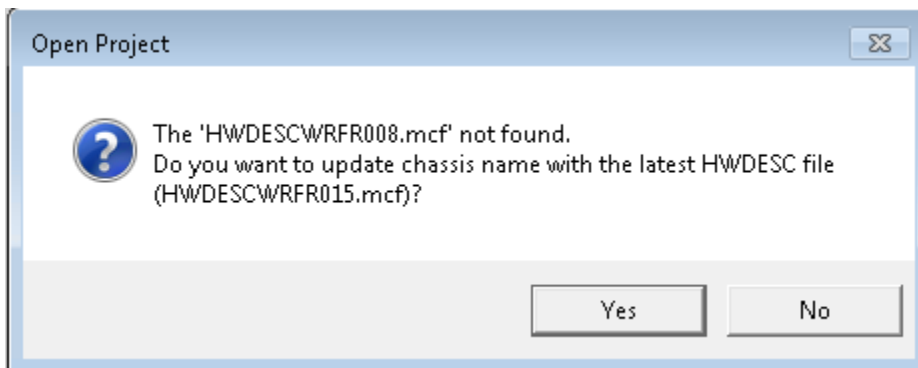 Open Project
The 'HWDESCWRFR008.mcf' not found.
Do you want to update chassis name with the latest HWDESC file
(HWDESCWRFR015.mcf)?
Yes
No